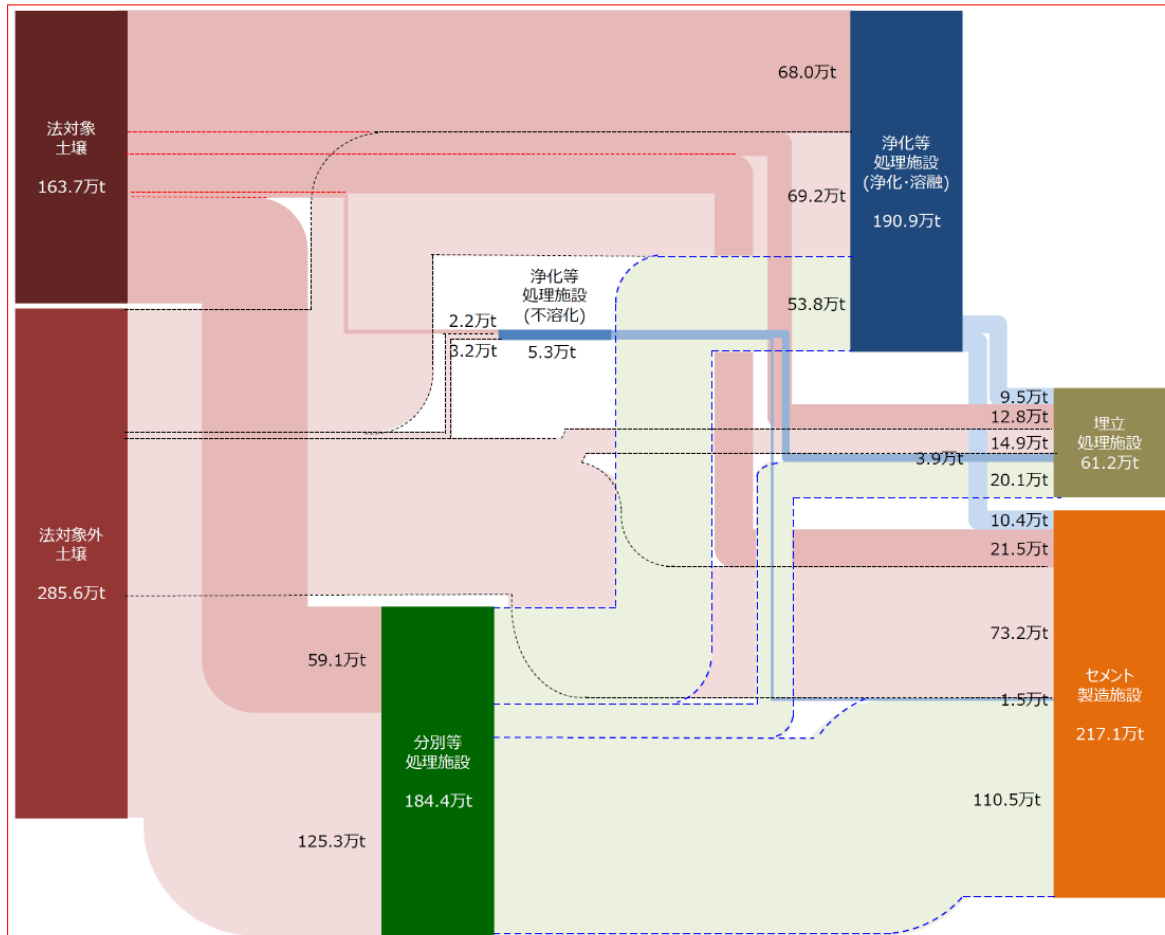 法対象
土壌
163.7万t
法対象外
土壌
285.6万t
68.0万t
69.2万t
53.8万t
浄化等
処理施設
(浄化・溶融)
190.9万t
浄化等
処理施設
(不溶化)
2.2万t
3.2万t
5.3万t
59.1万t
125.3万t
分別等
処理施設
184.4万t
9.5万t
12.8万t
14.9万t
3.9万t
20.1万t
埋立
処理施設
61.2万t
10.4万t
21.5万t
73.2万t
1.5万t
110.5万t
セメント
製造施設
217.1万t